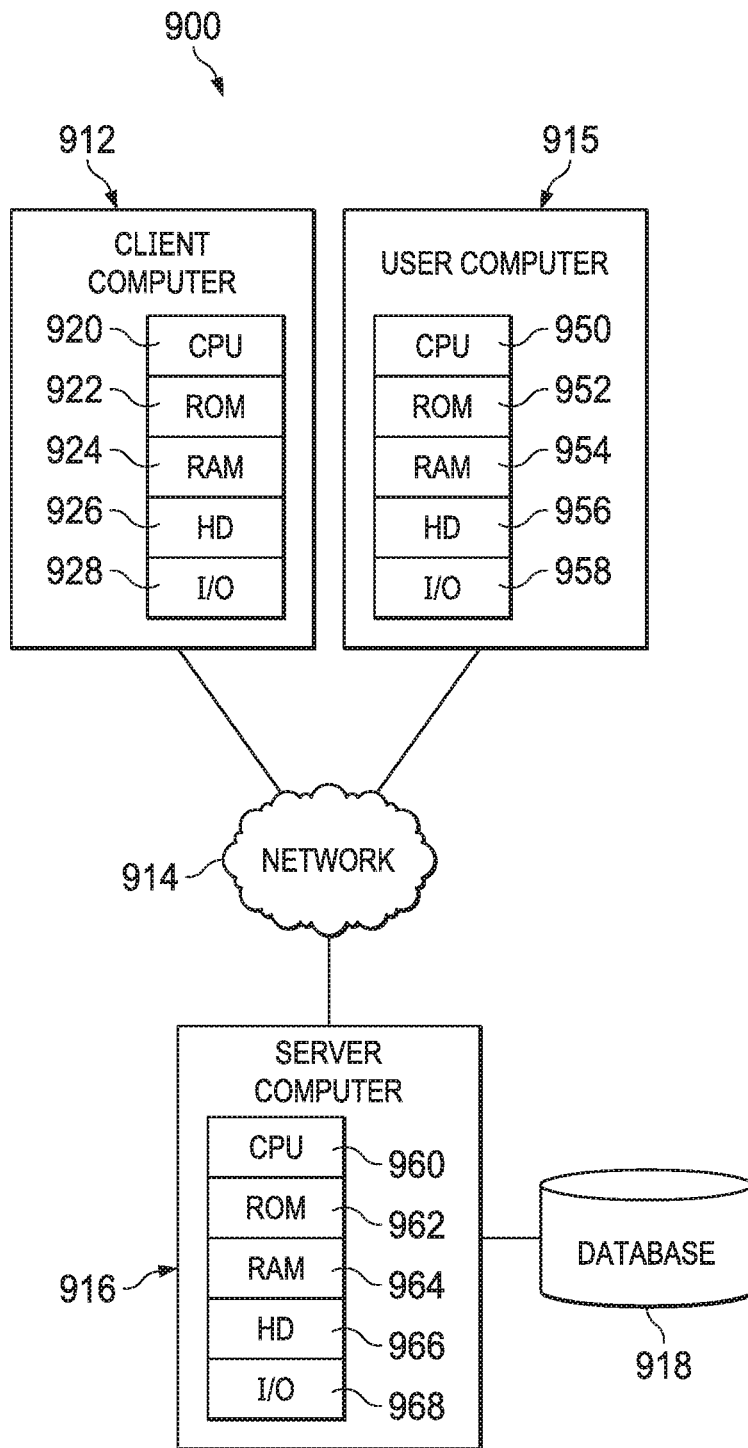 900
912
915
CLIENT
COMPUTER
920
CPU
922
ROM
924
RAM
926
HD
928
I/O
USER COMPUTER
CPU
950
ROM
952
RAM
954
HD
956
I/O
958
914
NETWORK
SERVER
COMPUTER
CPU
960
ROM
962
RAM
964
HD
966
I/O
968
916
DATABASE
918